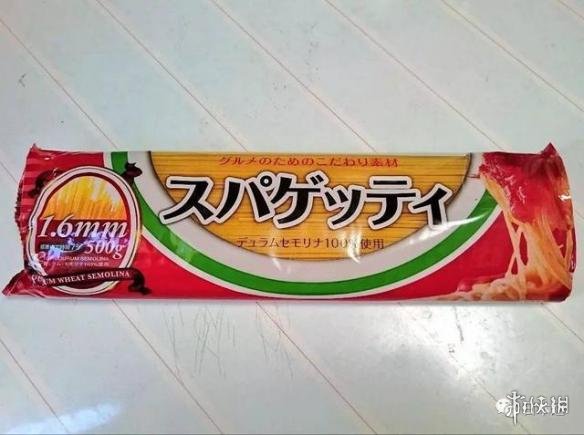 グルメのためのこだわり素材
スパゲッティ
デュラムセモリナ100%使用
1.6mm
500g
DURUM SEMOLINA
UM WHEAT SEMOLINA